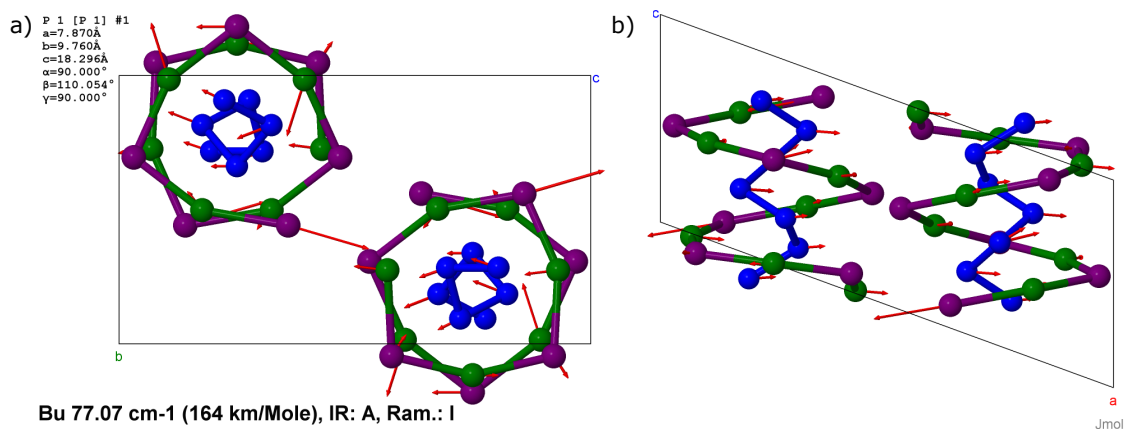 a)
P 1 [P 1] #1
a=7.870Å
b=9.760Å
c=18.296Å
α=90.000°
β=110.054°
γ=90.000°
c
b
Bu 77.07 cm-1 (164 km/Mole), IR: A, Ram.: I
b)
c
a
Jmol